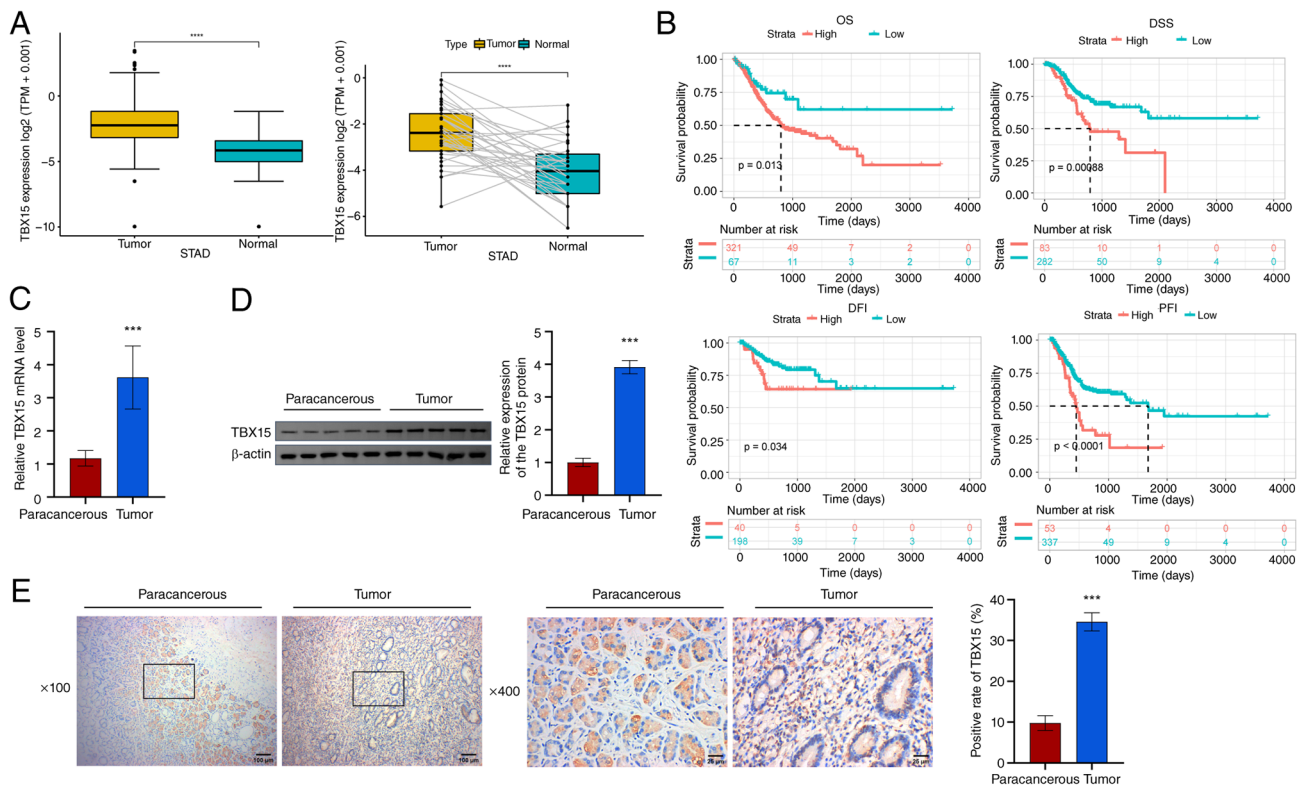 A
TBX15 expression log2 (TPM + 0.001)
****
0
−5
−10
Tumor
Normal
STAD
Type Tumor Normal
TBX15 expression log2 (TPM + 0.001)
****
0
−2
−4
−6
Tumor
Normal
STAD
B
OS
Strata High Low
Survival probability
1.00
0.75
0.50
0.25
0.00
p = 0.013
0 1000 2000 3000 4000
Time (days)
Number at risk
Strata
321 49 7 2 0
67 11 3 2 0
0 1000 2000 3000 4000
Time (days)
DSS
Strata High Low
Survival probability
1.00
0.75
0.50
0.25
0.00
p = 0.00088
0 1000 2000 3000 4000
Time (days)
Number at risk
Strata
83 10 1 0 0
282 50 9 4 0
0 1000 2000 3000 4000
Time (days)
DFI
Strata High Low
Survival probability
1.00
0.75
0.50
0.25
0.00
p = 0.034
0 1000 2000 3000 4000
Time (days)
Number at risk
Strata
40 5 0 0 0
198 39 7 3 0
0 1000 2000 3000 4000
Time (days)
PFI
Strata High Low
Survival probability
1.00
0.75
0.50
0.25
0.00
p < 0.0001
0 1000 2000 3000 4000
Time (days)
Number at risk
Strata
53 4 0 0 0
337 49 9 4 0
0 1000 2000 3000 4000
Time (days)
C
Relative TBX15 mRNA level
5
4
3
2
1
0
***
Paracancerous Tumor
D
Paracancerous Tumor
TBX15
β-actin
Relative expression
of the TBX15 protein
5
4
3
2
1
0
***
Paracancerous Tumor
E
Paracancerous Tumor
×100
100 μm
100 μm
Paracancerous Tumor
×400
25 μm
25 μm
Positive rate of TBX15 (%)
40
30
20
10
0
***
Paracancerous Tumor